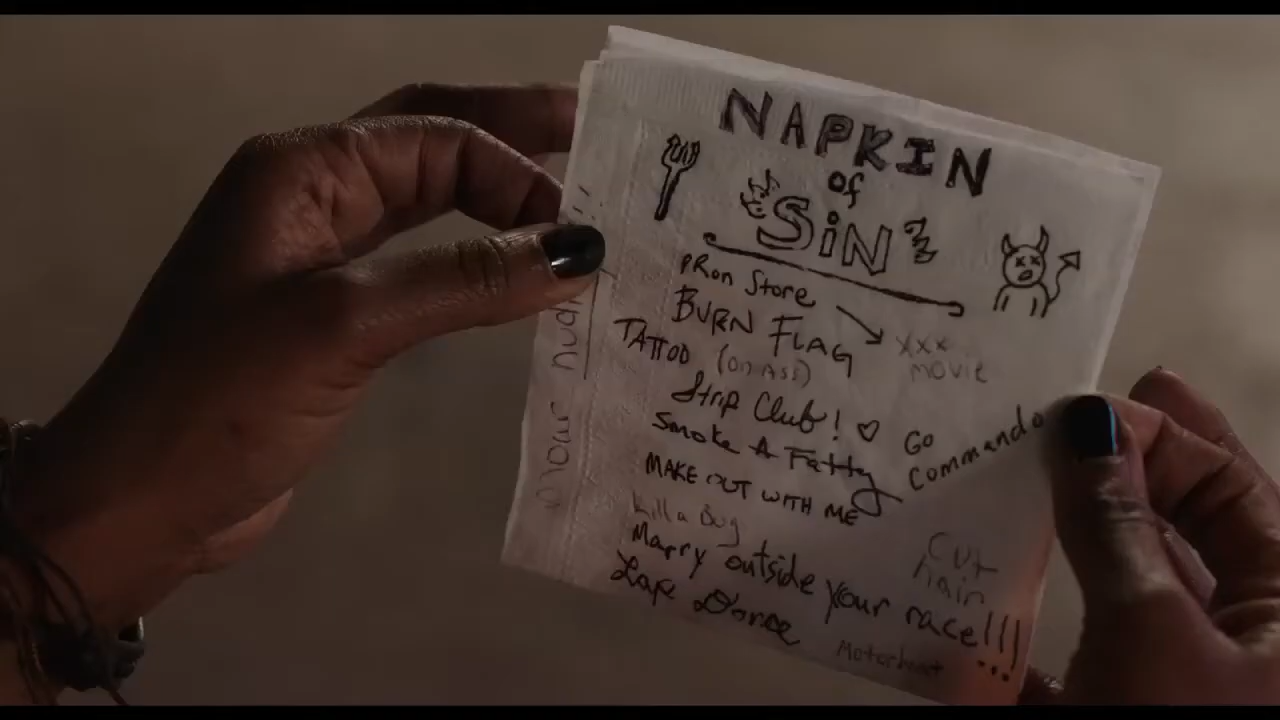 NAPKIN
of
SiN
pRon Store
BURN FLAG
xxx
movie
TATTOO (on Ass)
Strip Club! ♡
Go
Commando
Smoke A Fatty
MAKE OUT WITH ME
kill a Bug
Marry outside your race!!!
Cut
hair
Lap Dance
Motorboat